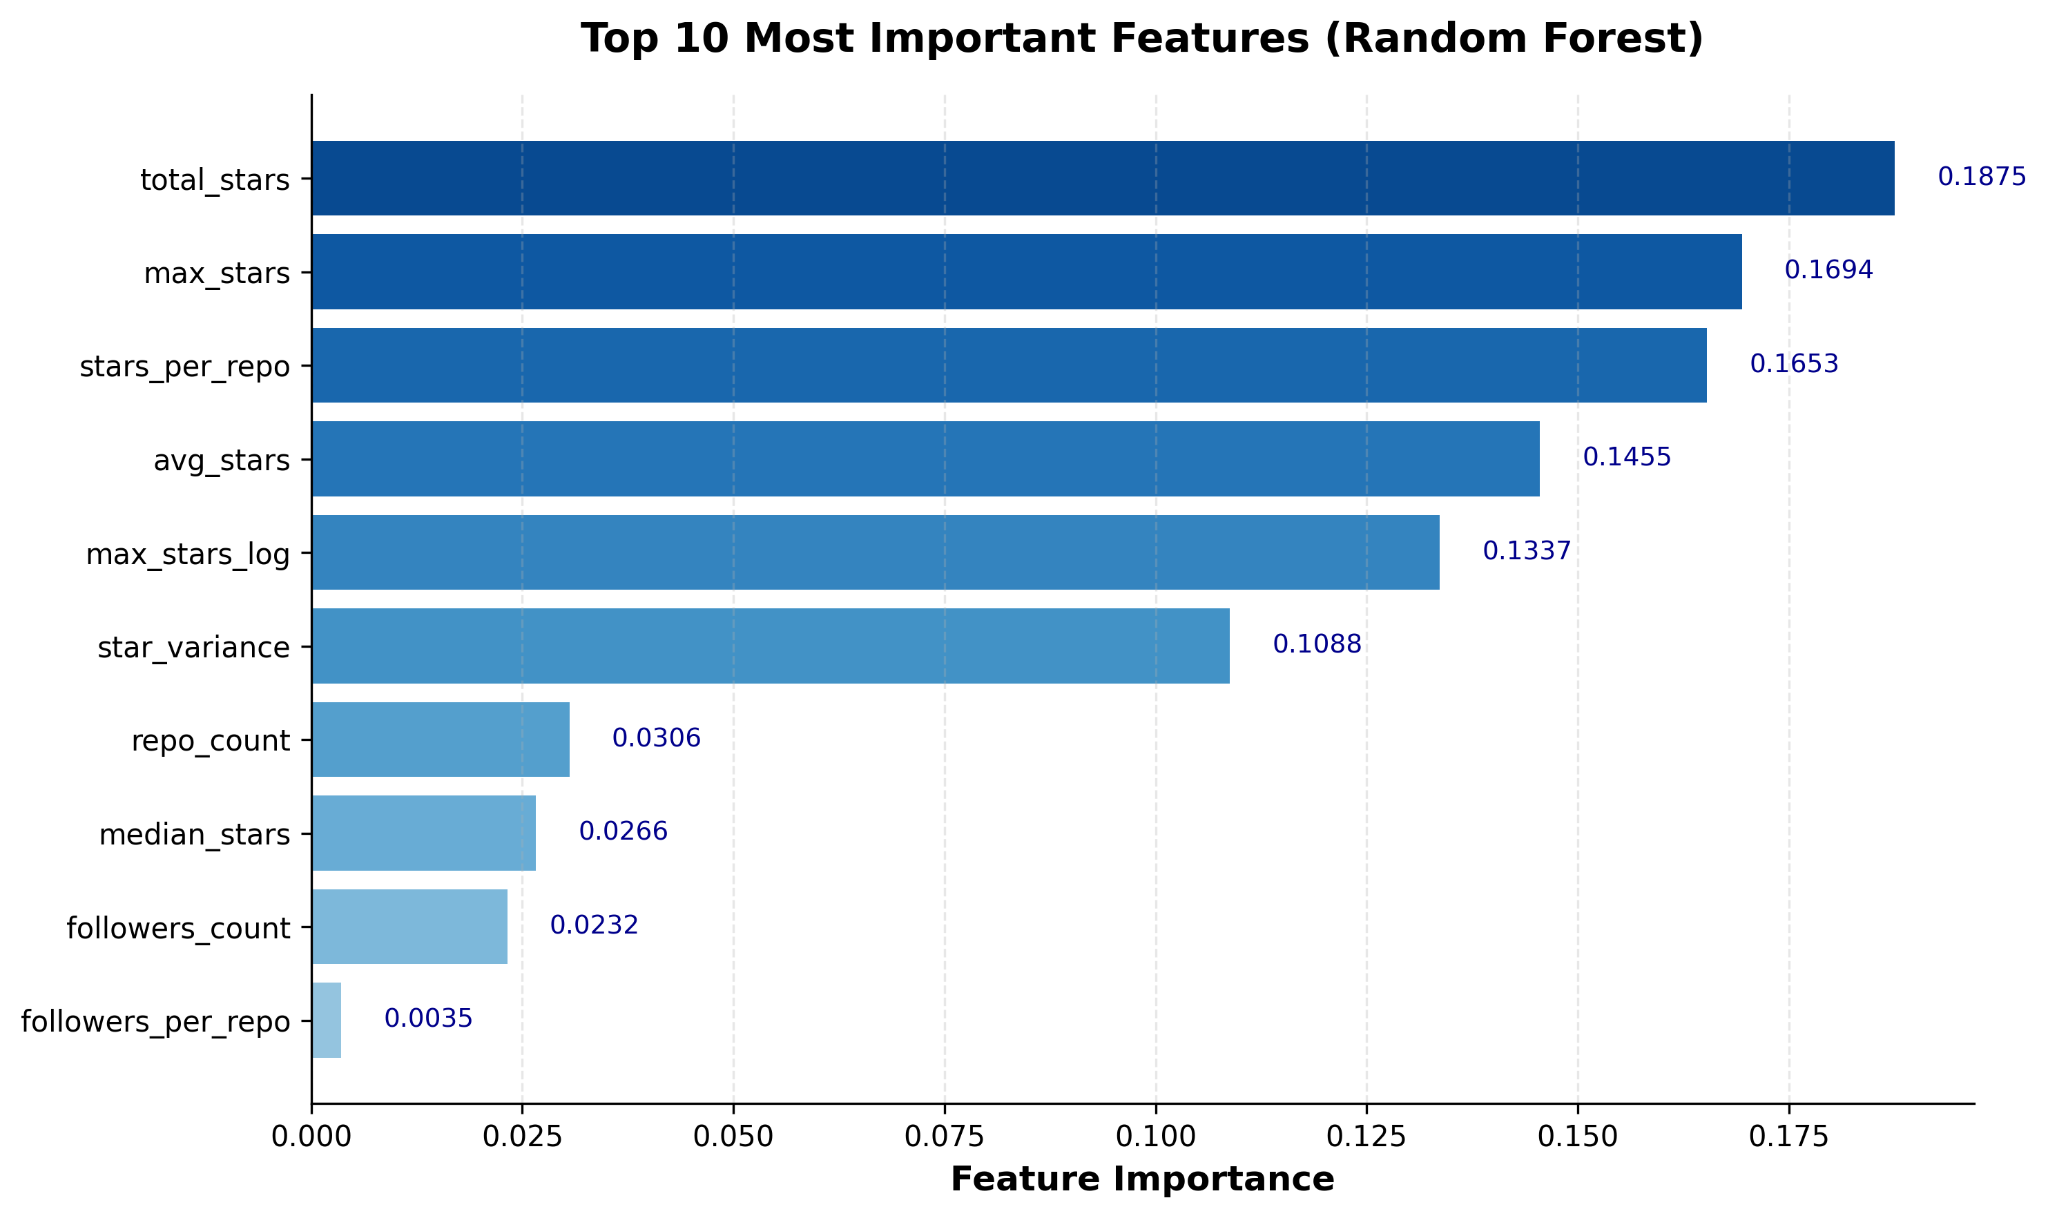 Top 10 Most Important Features (Random Forest)
total_stars 0.1875
max_stars 0.1694
stars_per_repo 0.1653
avg_stars 0.1455
max_stars_log 0.1337
star_variance 0.1088
repo_count 0.0306
median_stars 0.0266
followers_count 0.0232
followers_per_repo 0.0035
0.000 0.025 0.050 0.075 0.100 0.125 0.150 0.175
Feature Importance